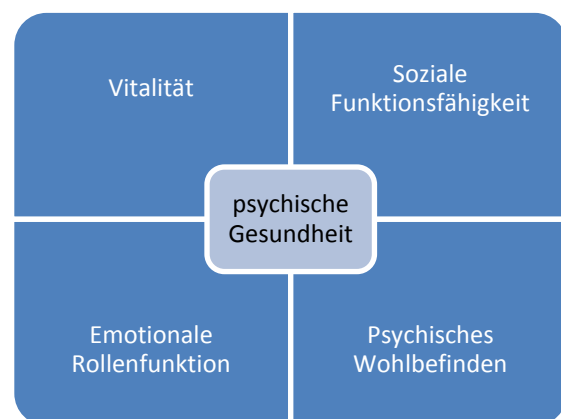 Vitalität
Soziale
Funktionsfähigkeit
psychische
Gesundheit
Emotionale
Rollenfunktion
Psychisches
Wohlbefinden